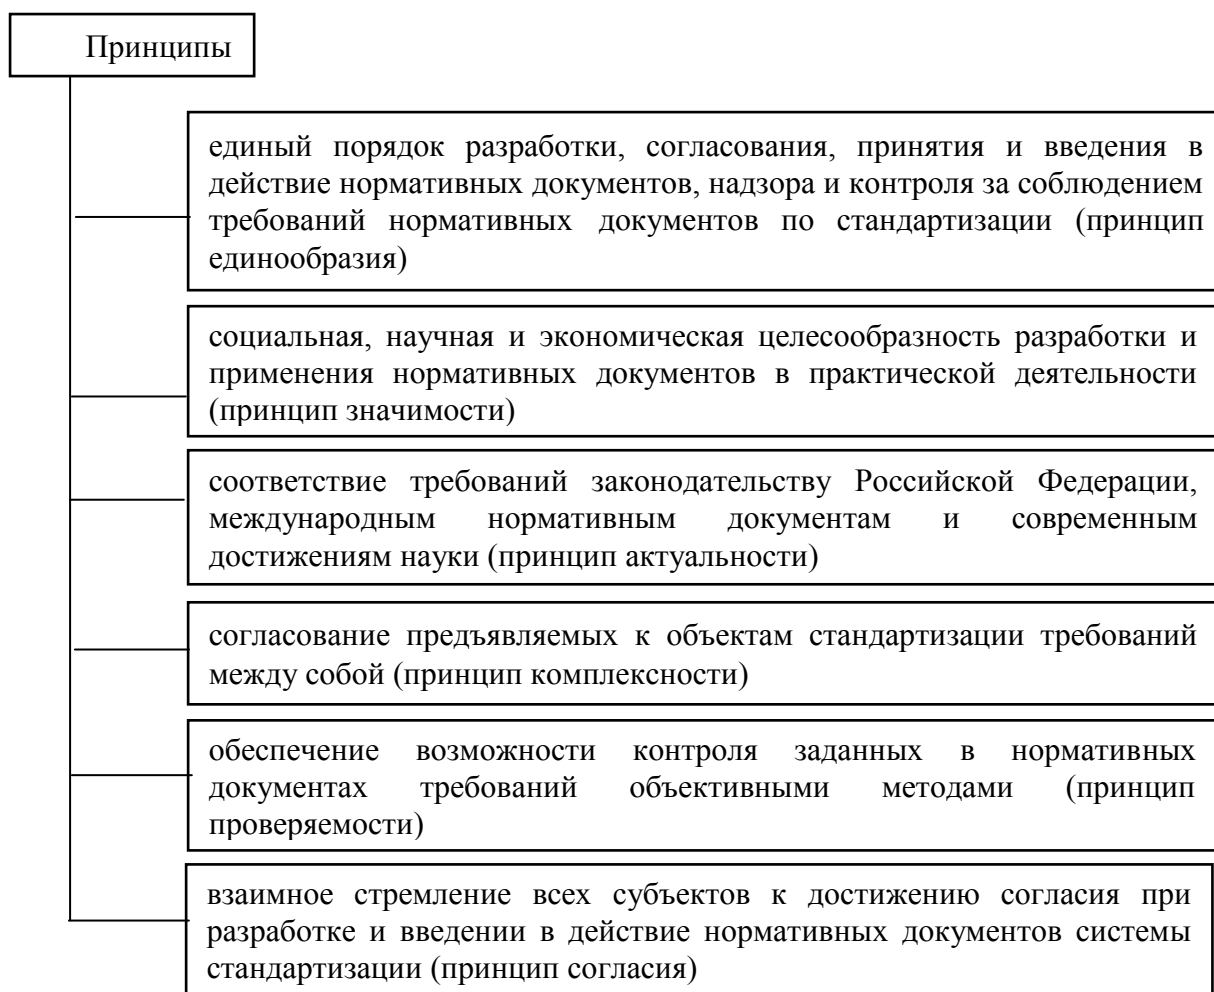 Принципы
единый порядок разработки, согласования, принятия и введения в
действие нормативных документов, надзора и контроля за соблюдением
требований нормативных документов по стандартизации (принцип
единообразия)
социальная, научная и экономическая целесообразность разработки и
применения нормативных документов в практической деятельности
(принцип значимости)
соответствие требований законодательству Российской Федерации,
международным нормативным документам и современным
достижениям науки (принцип актуальности)
согласование предъявляемых к объектам стандартизации требований
между собой (принцип комплексности)
обеспечение возможности контроля заданных в нормативных
документах требований объективными методами (принцип
проверяемости)
взаимное стремление всех субъектов к достижению согласия при
разработке и введении в действие нормативных документов системы
стандартизации (принцип согласия)